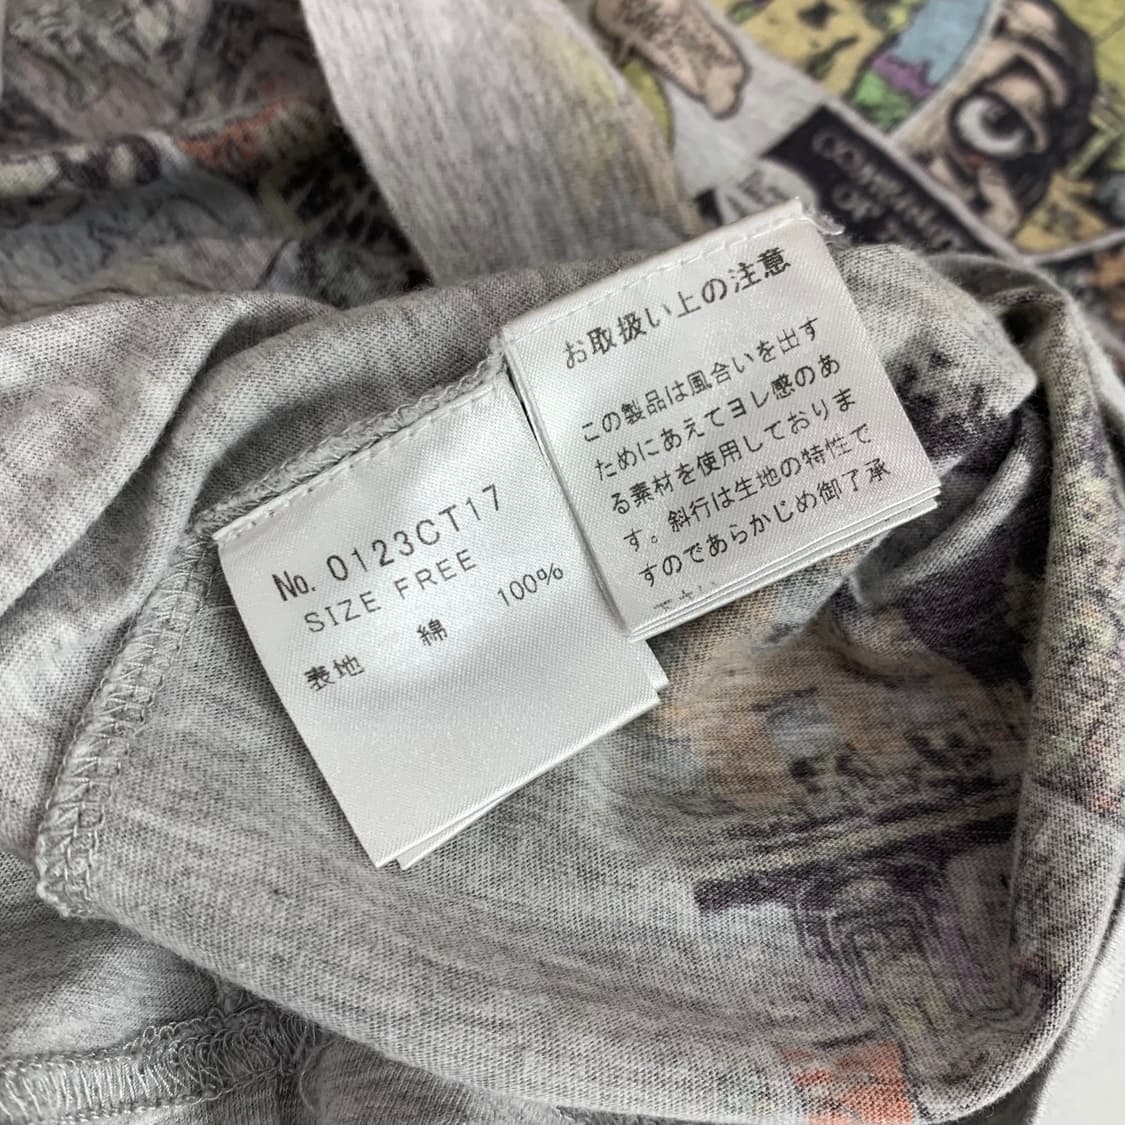 No. 0123CT17
SIZE FREE
表地 綿 100%
お取扱い上の注意
この製品は風合いを出す
ためにあえてヨレ感のあ
る素材を使用しておりま
す。斜行は生地の特性で
すのであらかじめ御了承
OF